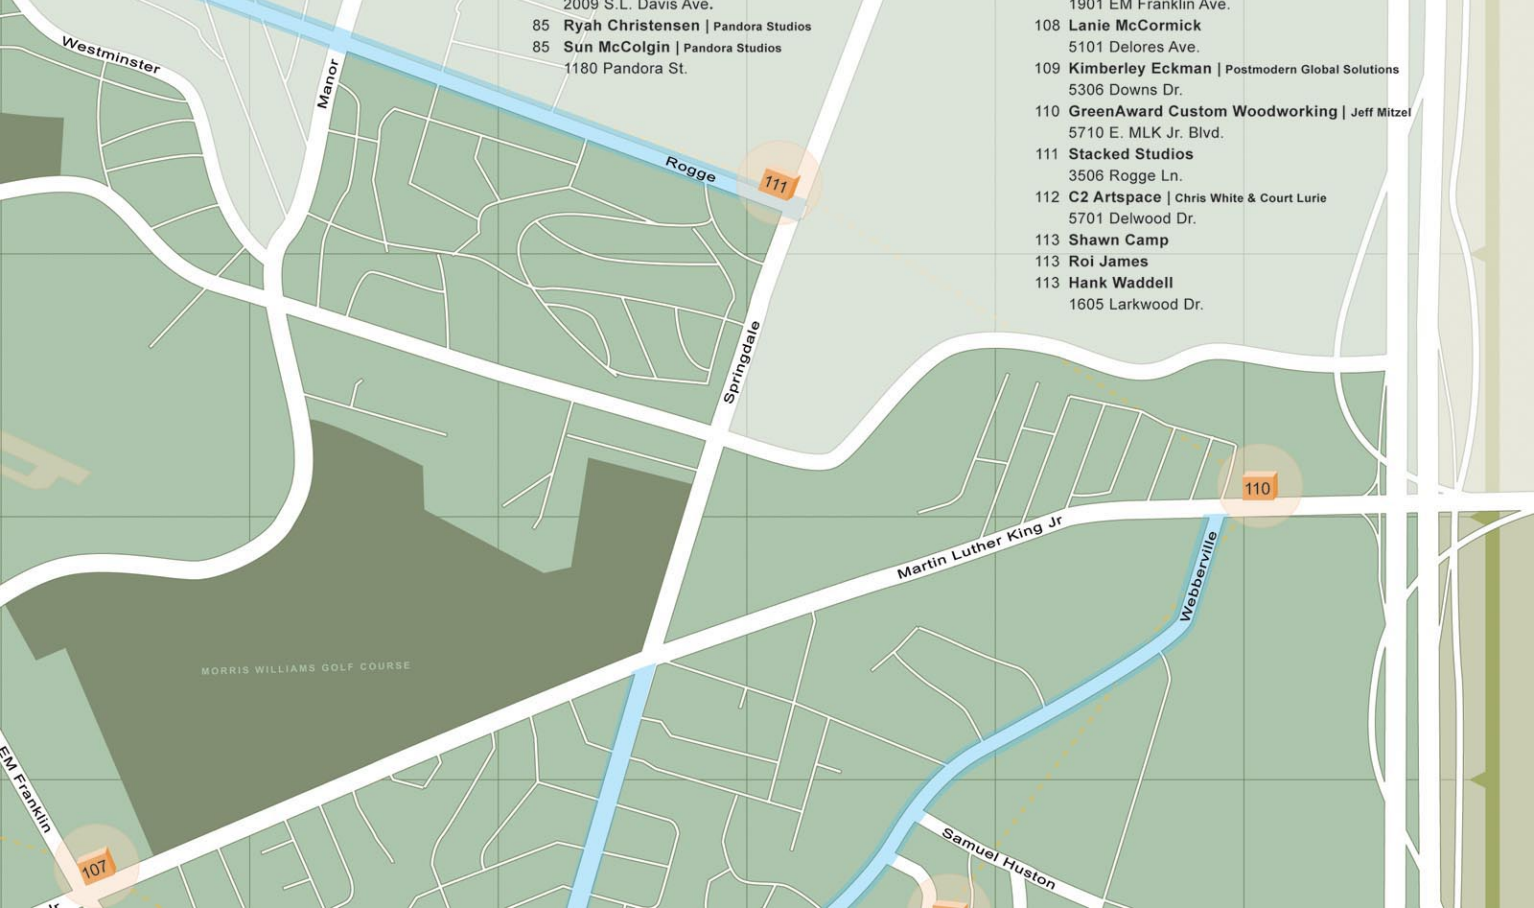 2009 S.L. Davis Ave.
85 Ryah Christensen | Pandora Studios
85 Sun McColgin | Pandora Studios
1180 Pandora St.
1901 EM Franklin Ave.
108 Lanie McCormick
5101 Delores Ave.
109 Kimberley Eckman | Postmodern Global Solutions
5306 Downs Dr.
110 GreenAward Custom Woodworking | Jeff Mitzel
5710 E. MLK Jr. Blvd.
111 Stacked Studios
3506 Rogge Ln.
112 C2 Artspace | Chris White & Court Lurie
5701 Delwood Dr.
113 Shawn Camp
113 Roi James
113 Hank Waddell
1605 Larkwood Dr.
Westminster
Manor
Rogge
111
Springdale
110
Martin Luther King Jr
Webberville
MORRIS WILLIAMS GOLF COURSE
EM Franklin
107
Samuel Huston